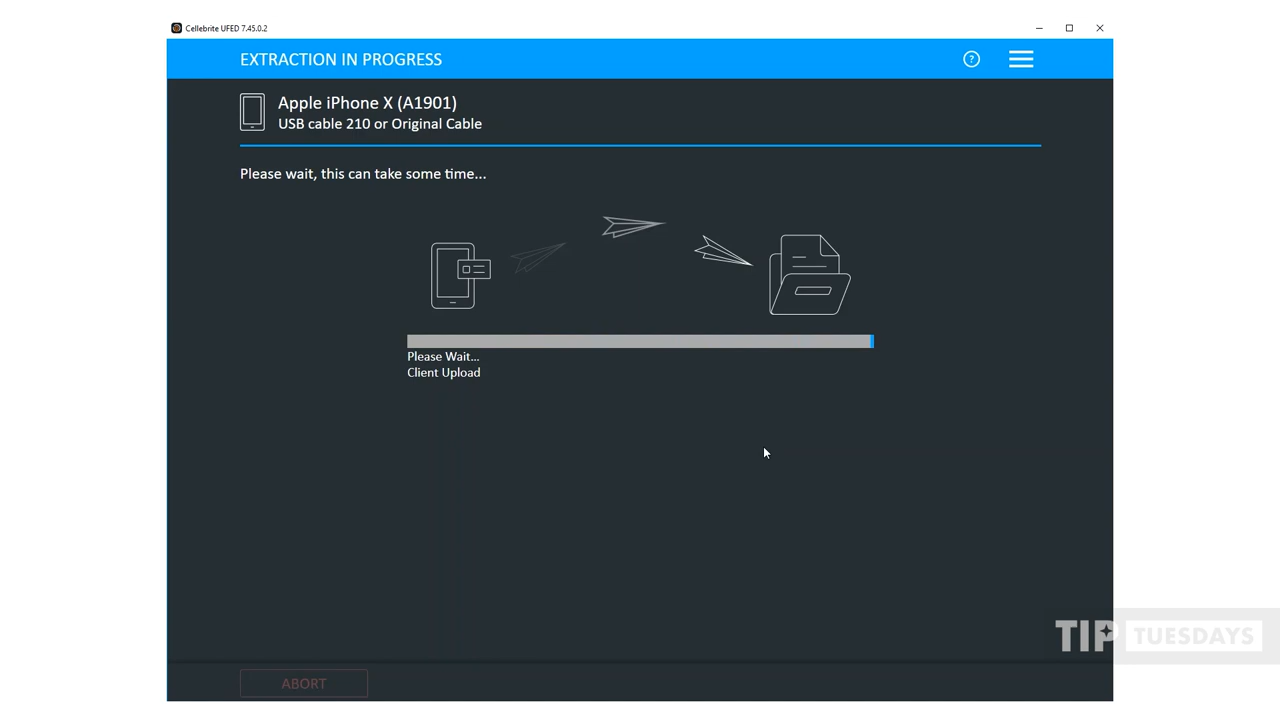 Cellebrite UFED 7.45.0.2
EXTRACTION IN PROGRESS
?
Apple iPhone X (A1901)
USB cable 210 or Original Cable
Please wait, this can take some time...
Please Wait...
Client Upload
TIP TUESDAYS
ABORT